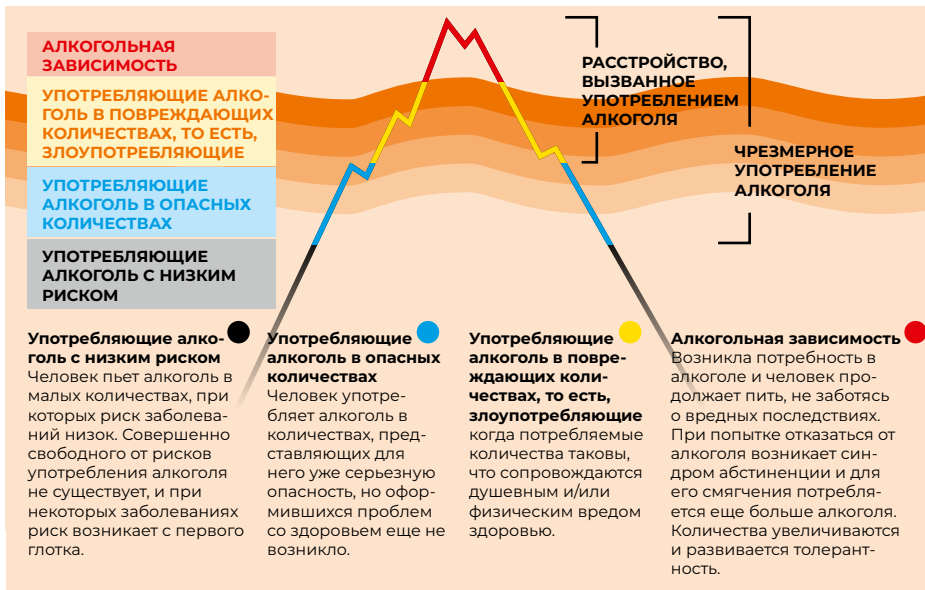 АЛКОГОЛЬНАЯ
ЗАВИСИМОСТЬ
УПОТРЕБЛЯЮЩИЕ АЛКО-
ГОЛЬ В ПОВРЕЖДАЮЩИХ
КОЛИЧЕСТВАХ, ТО ЕСТЬ,
ЗЛОУПОТРЕБЛЯЮЩИЕ
УПОТРЕБЛЯЮЩИЕ
АЛКОГОЛЬ В ОПАСНЫХ
КОЛИЧЕСТВАХ
УПОТРЕБЛЯЮЩИЕ
АЛКОГОЛЬ С НИЗКИМ
РИСКОМ
РАССТРОЙСТВО,
ВЫЗВАННОЕ
УПОТРЕБЛЕНИЕМ
АЛКОГОЛЯ
ЧРЕЗМЕРНОЕ
УПОТРЕБЛЕНИЕ
АЛКОГОЛЯ
Употребляющие алко-
голь с низким риском
Человек пьет алкоголь в
малых количествах, при
которых риск заболева-
ний низок. Совершенно
свободного от рисков
употребления алкоголя
не существует, и при
некоторых заболеваниях
риск возникает с первого
глотка.
Употребляющие
алкоголь в опасных
количествах
Человек употре-
бляет алкоголь в
количествах, пред-
ставляющих для
него уже серьезную
опасность, но офор-
мившихся проблем
со здоровьем еще не
возникло.
Употребляющие
алкоголь в повре-
ждающих коли-
чествах, то есть,
злоупотребляющие
когда потребляемые
количества таковы,
что сопровождаются
душевным и/или
физическим вредом
здоровью.
Алкогольная зависимость
Возникла потребность в
алкоголе и человек про-
должает пить, не заботясь
о вредных последствиях.
При попытке отказаться от
алкоголя возникает син-
дром абстиненции и для
его смягчения потребля-
ется еще больше алкоголя.
Количества увеличиваются
и развивается толерант-
ность.